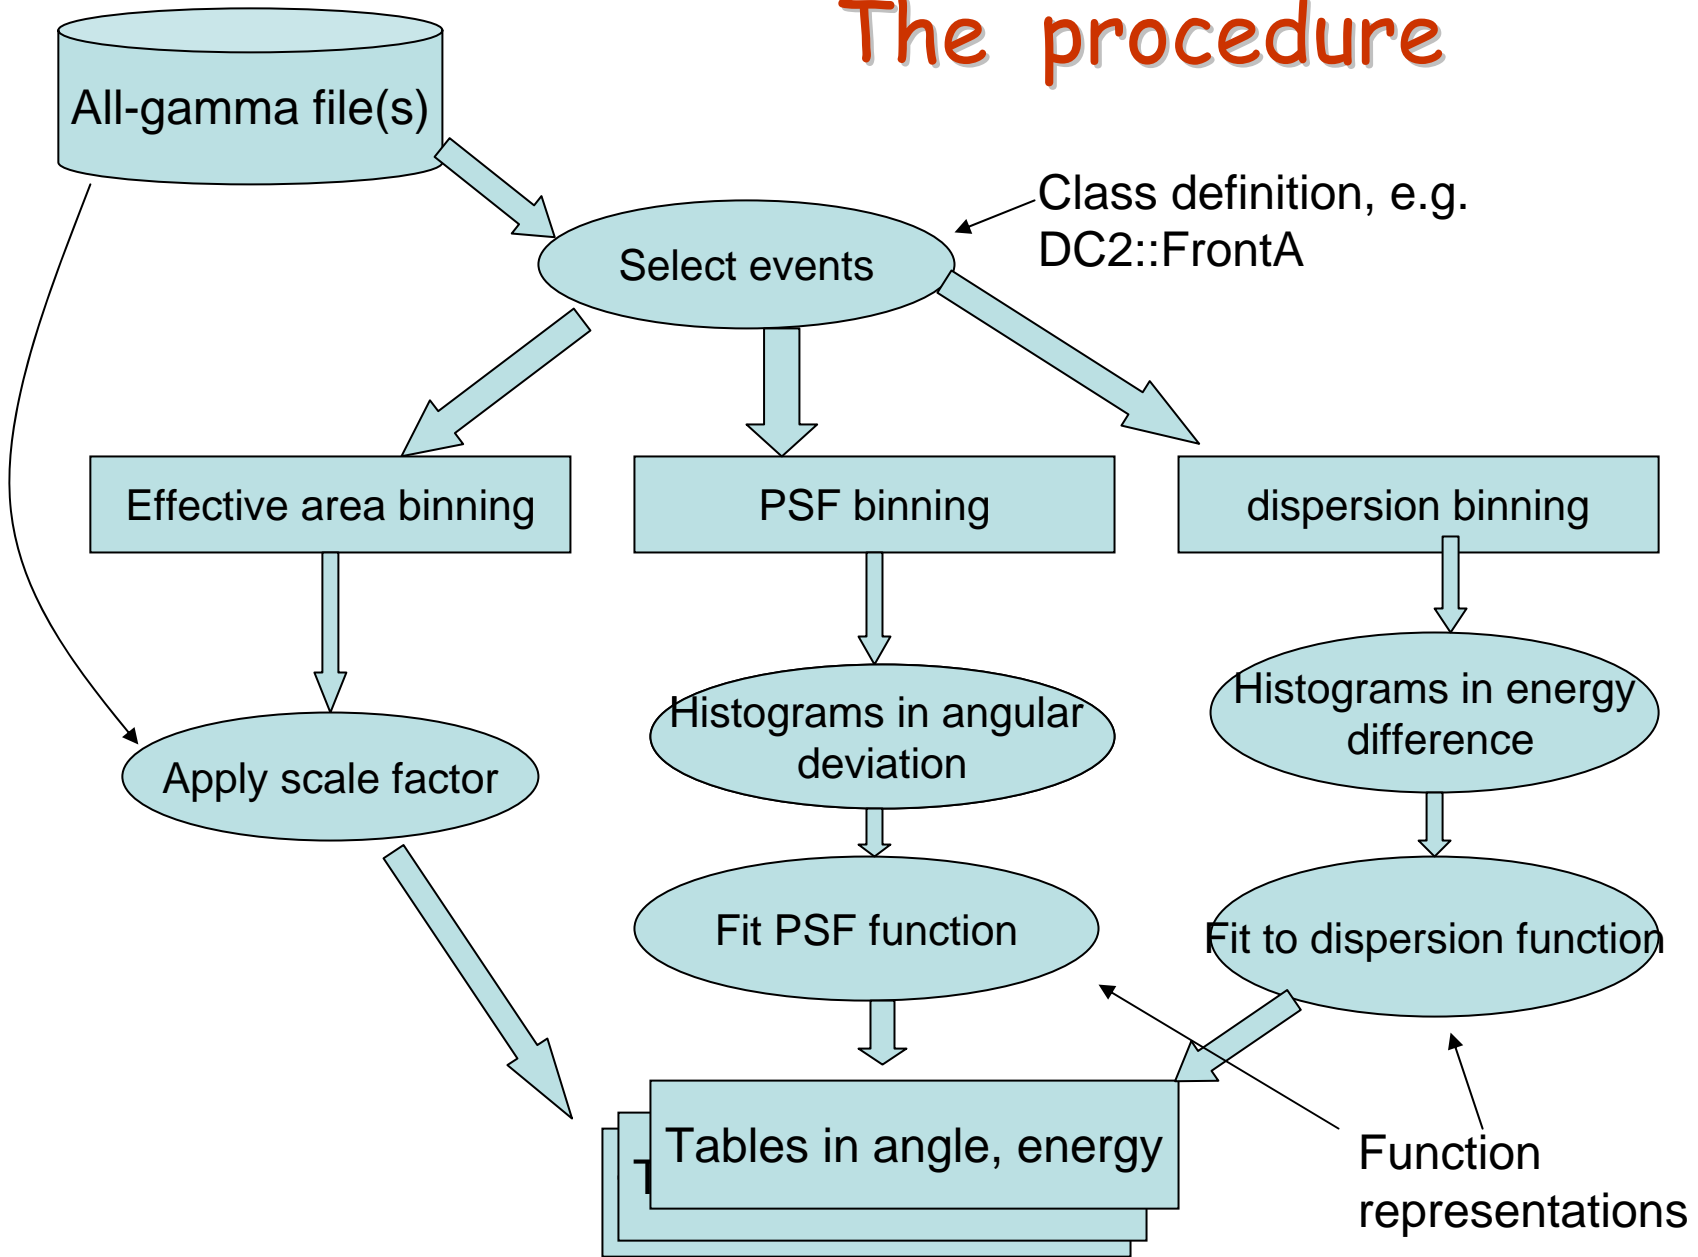 The procedure
All-gamma file(s)
Class definition, e.g.
DC2::FrontA
Select events
Effective area binning
PSF binning
dispersion binning
Histograms in angular
deviation
Histograms in energy
difference
Apply scale factor
Fit PSF function
Fit to dispersion function
Tables in angle, energy
T
Function
representations